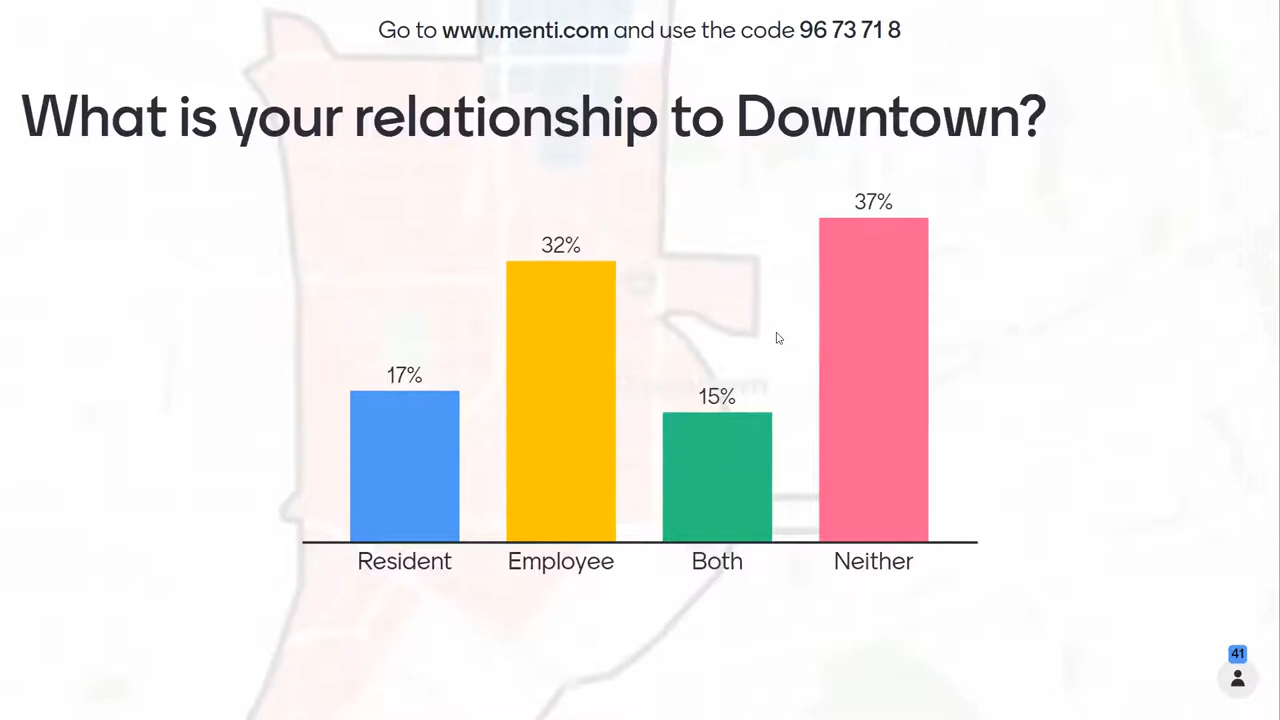 Go to www.menti.com and use the code 96 73 71 8
What is your relationship to Downtown?
37%
32%
17%
15%
Resident Employee Both Neither
41